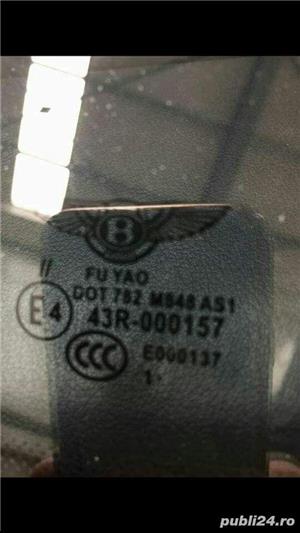 B
//
FU YAO
DOT 782 M848 AS1
E4 43R-000157
CCC E000137
1·
publi24.ro